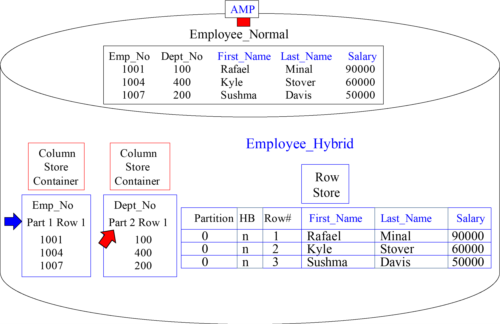 AMP
Employee_Normal
Emp_No Dept_No First_Name Last_Name Salary
1001 100 Rafael Minal 90000
1004 400 Kyle Stover 60000
1007 200 Sushma Davis 50000
Employee_Hybrid
Column
Store
Container
Column
Store
Container
Row
Store
Emp_No
Part 1 Row 1
1001
1004
1007
Dept_No
Part 2 Row 1
100
400
200
Partition HB Row# First_Name Last_Name Salary
0 n 1 Rafael Minal 90000
0 n 2 Kyle Stover 60000
0 n 3 Sushma Davis 50000